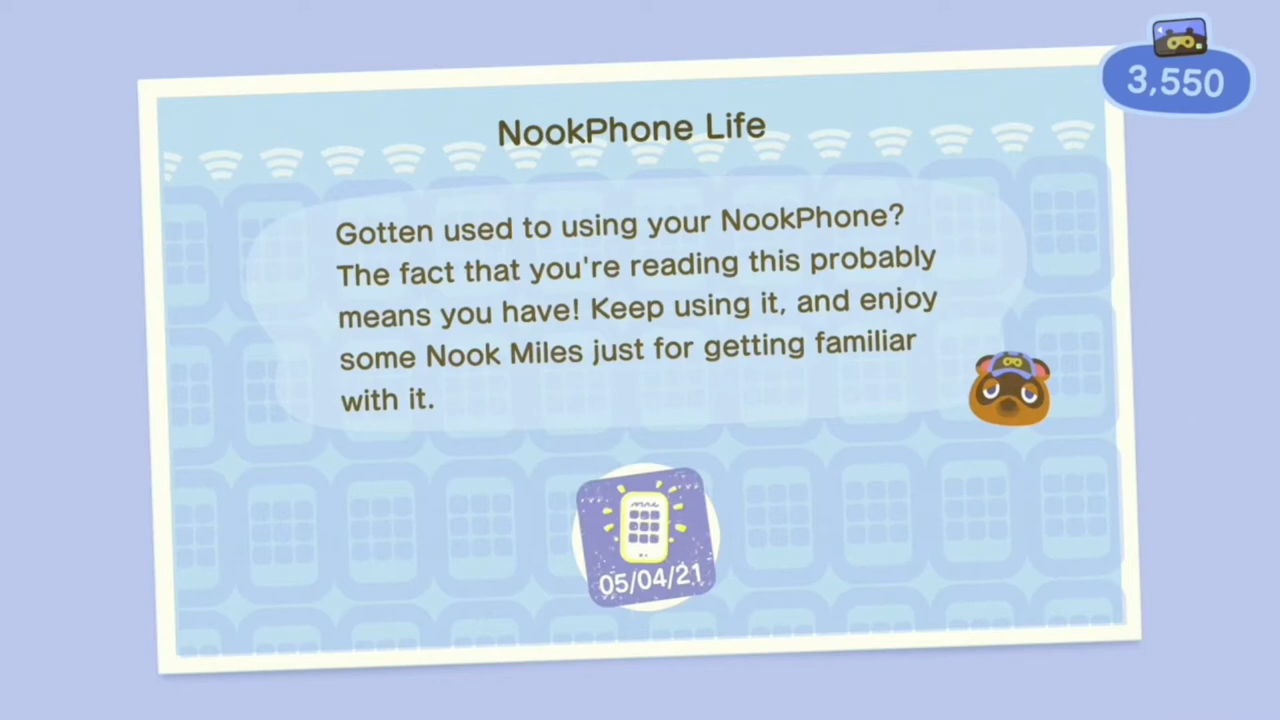 3,550
NookPhone Life
Gotten used to using your NookPhone?
The fact that you're reading this probably
means you have! Keep using it, and enjoy
some Nook Miles just for getting familiar
with it.
05/04/21